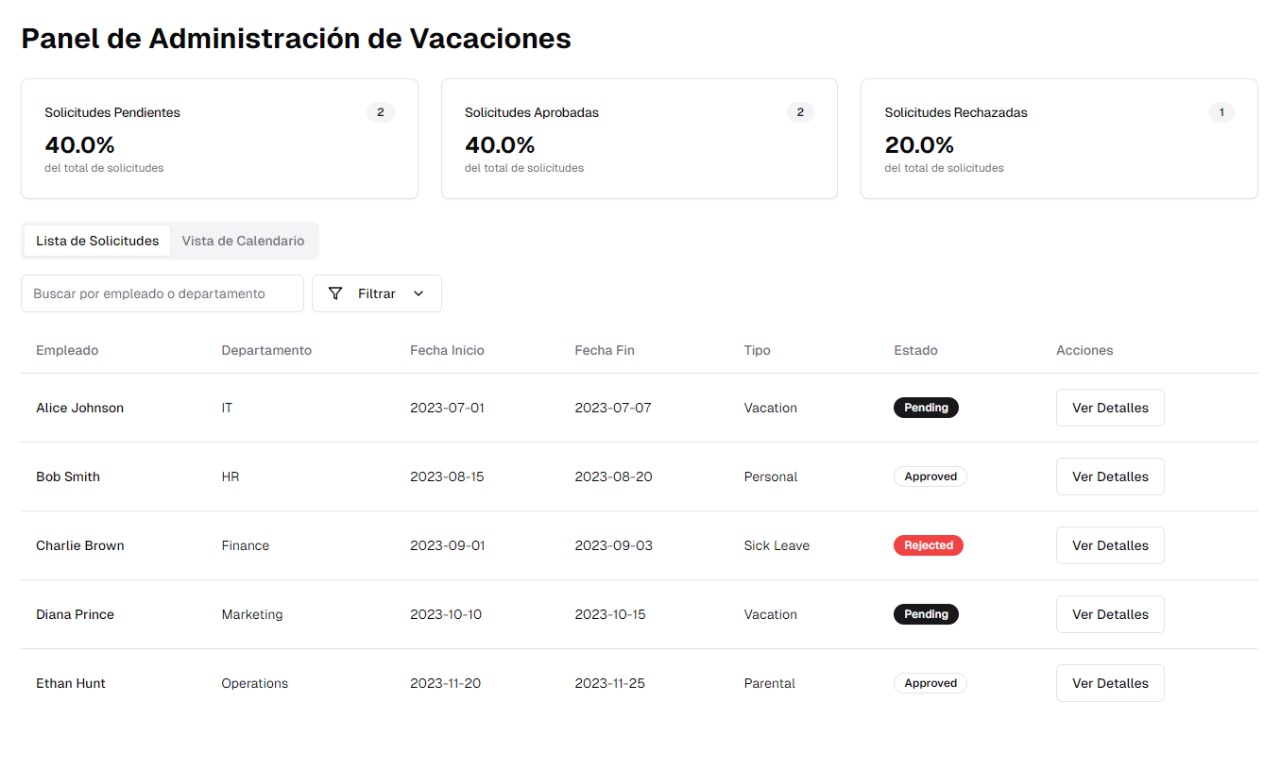 Panel de Administración de Vacaciones
Solicitudes Pendientes 2
40.0%
del total de solicitudes
Solicitudes Aprobadas 2
40.0%
del total de solicitudes
Solicitudes Rechazadas 1
20.0%
del total de solicitudes
Lista de Solicitudes Vista de Calendario
Buscar por empleado o departamento Filtrar
Empleado Departamento Fecha Inicio Fecha Fin Tipo Estado Acciones
Alice Johnson IT 2023-07-01 2023-07-07 Vacation Pending Ver Detalles
Bob Smith HR 2023-08-15 2023-08-20 Personal Approved Ver Detalles
Charlie Brown Finance 2023-09-01 2023-09-03 Sick Leave Rejected Ver Detalles
Diana Prince Marketing 2023-10-10 2023-10-15 Vacation Pending Ver Detalles
Ethan Hunt Operations 2023-11-20 2023-11-25 Parental Approved Ver Detalles